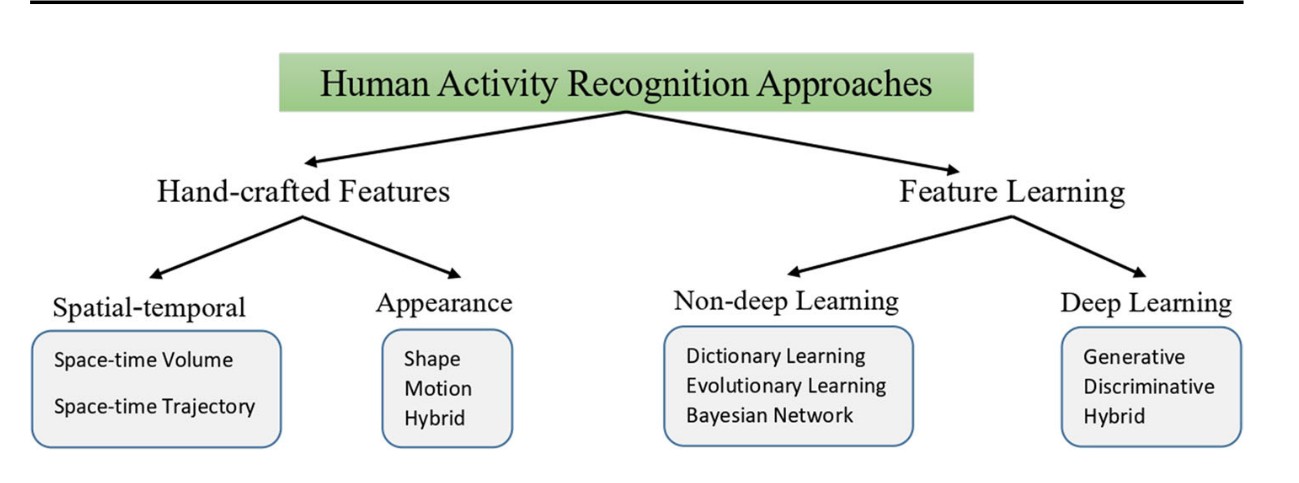 Human Activity Recognition Approaches
Hand-crafted Features
Feature Learning
Spatial-temporal
Appearance
Non-deep Learning
Deep Learning
Space-time Volume
Space-time Trajectory
Shape
Motion
Hybrid
Dictionary Learning
Evolutionary Learning
Bayesian Network
Generative
Discriminative
Hybrid